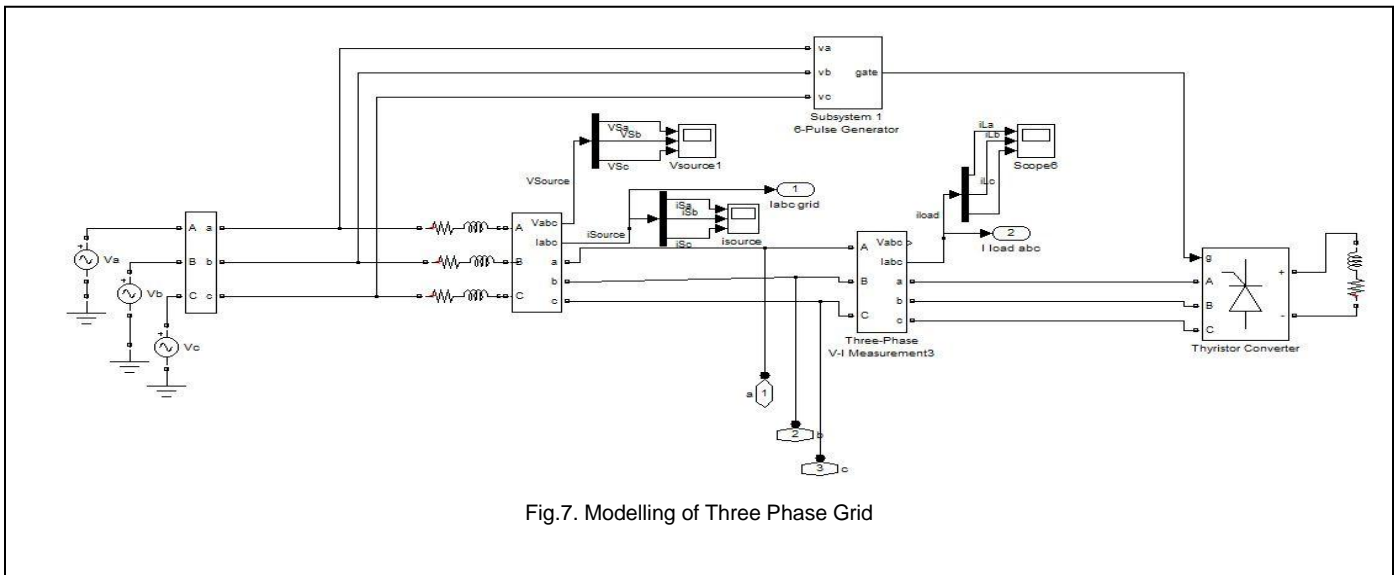 va
vb
vc
gate
Subsystem 1
6-Pulse Generator
VSa
VSb
VSc
Vsource1
VSource
iSa
iSb
iSc
isource
iSource
1
Iabc grid
iLa
iLb
iLc
Scope6
iload
2
I load abc
+
Va
+
Vb
+
Vc
A
B
C
a
b
c
A
B
C
Vabc
Iabc
a
b
c
A
B
C
Vabc
Iabc
a
b
c
Three-Phase
V-I Measurement3
g
A
B
C
+
-
Thyristor Converter
a
1
2
b
3
c
Fig.7. Modelling of Three Phase Grid